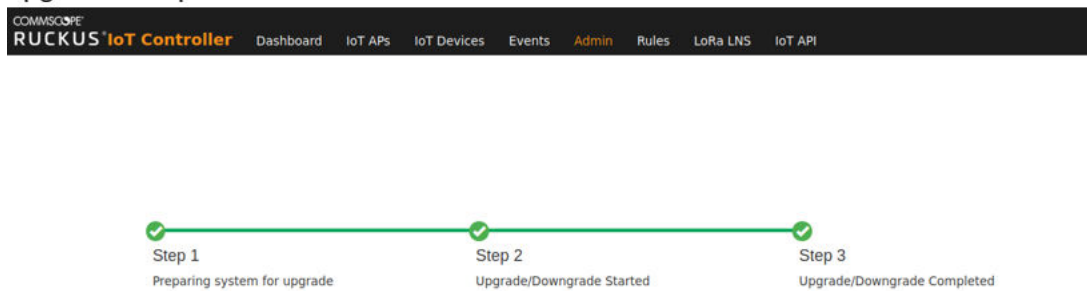 COMMSCOPE
RUCKUS IoT Controller Dashboard IoT APs IoT Devices Events Admin Rules LoRa LNS IoT API
Step 1 Step 2 Step 3
Preparing system for upgrade Upgrade/Downgrade Started Upgrade/Downgrade Completed